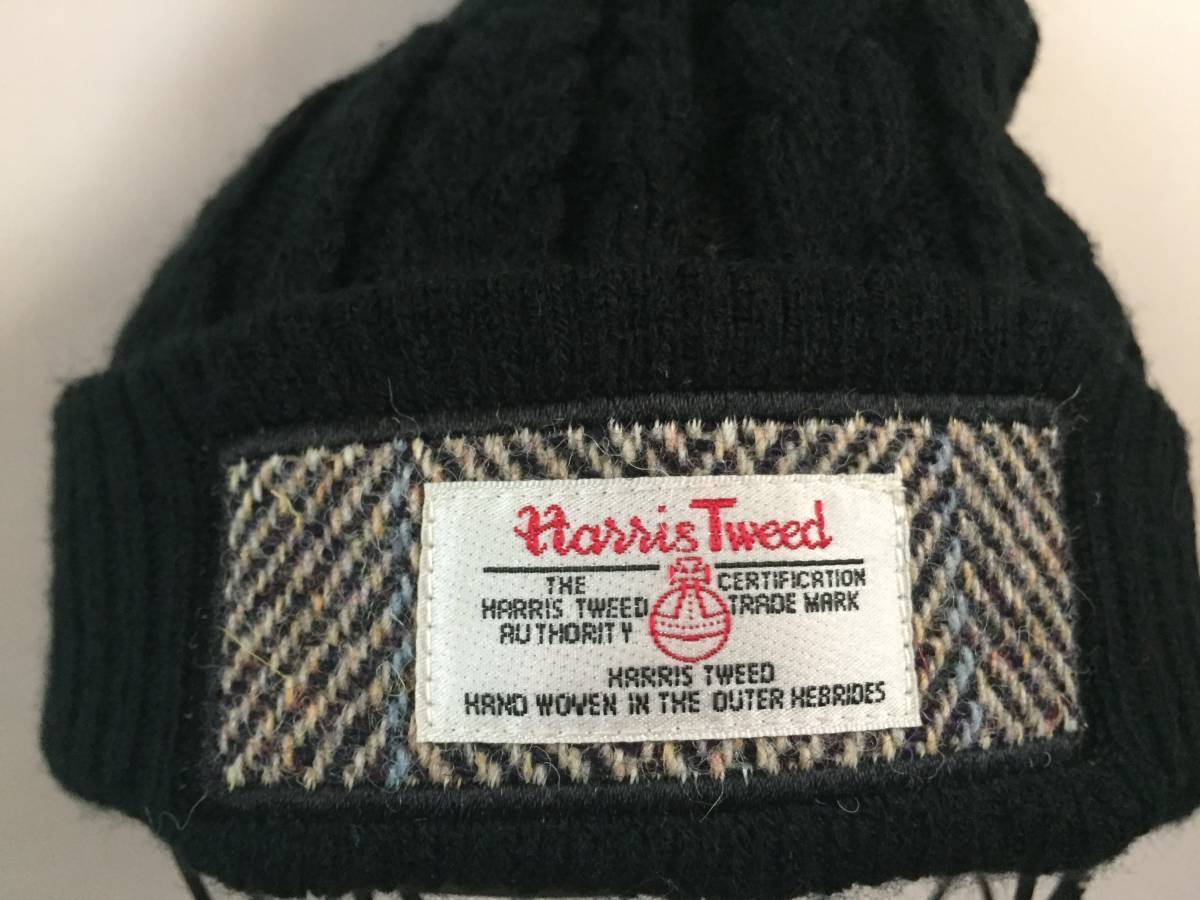 Harris Tweed
THE
HARRIS TWEED
AUTHORITY
CERTIFICATION
TRADE MARK
HARRIS TWEED
HAND WOVEN IN THE OUTER HEBRIDES